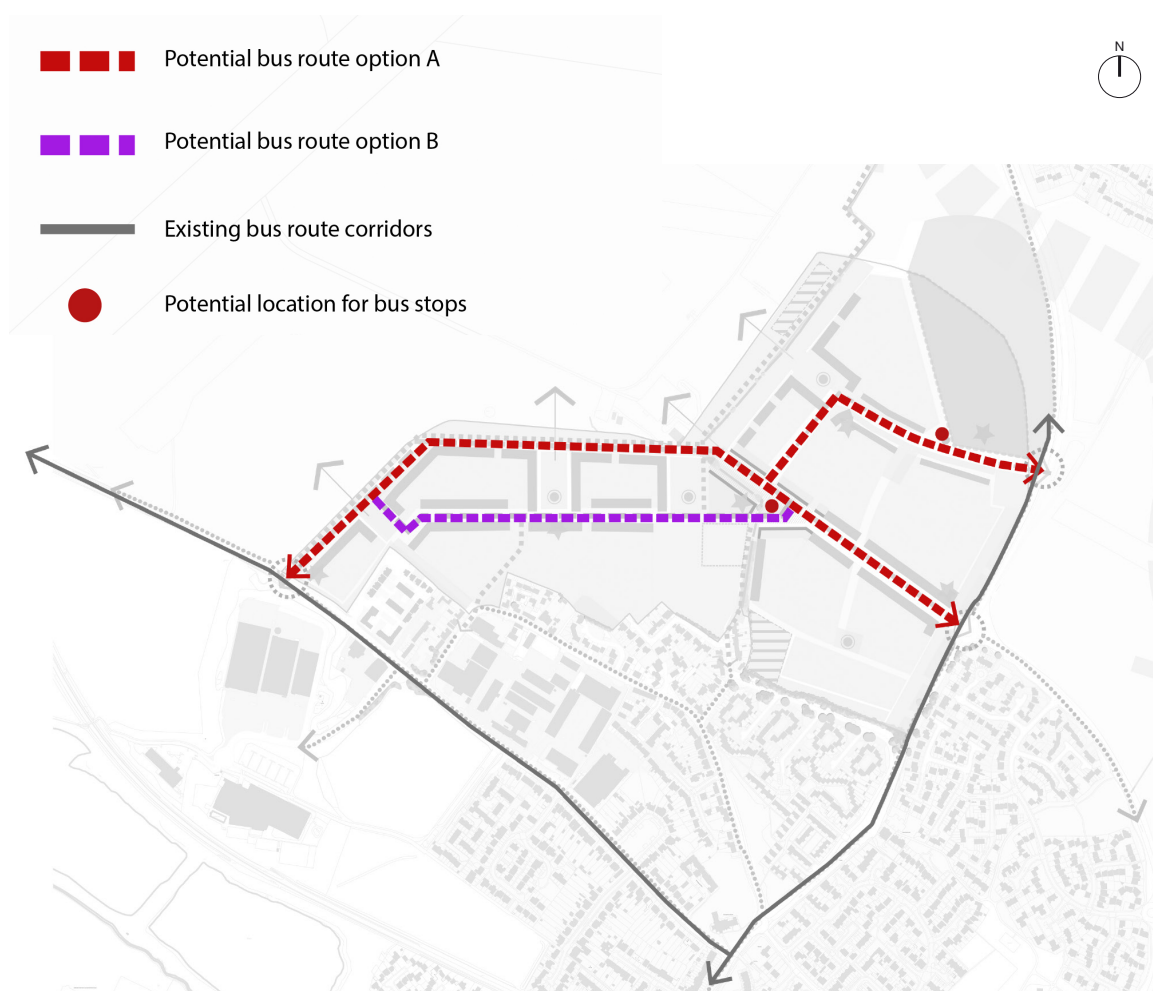 Potential bus route option A
N
Potential bus route option B
Existing bus route corridors
Potential location for bus stops